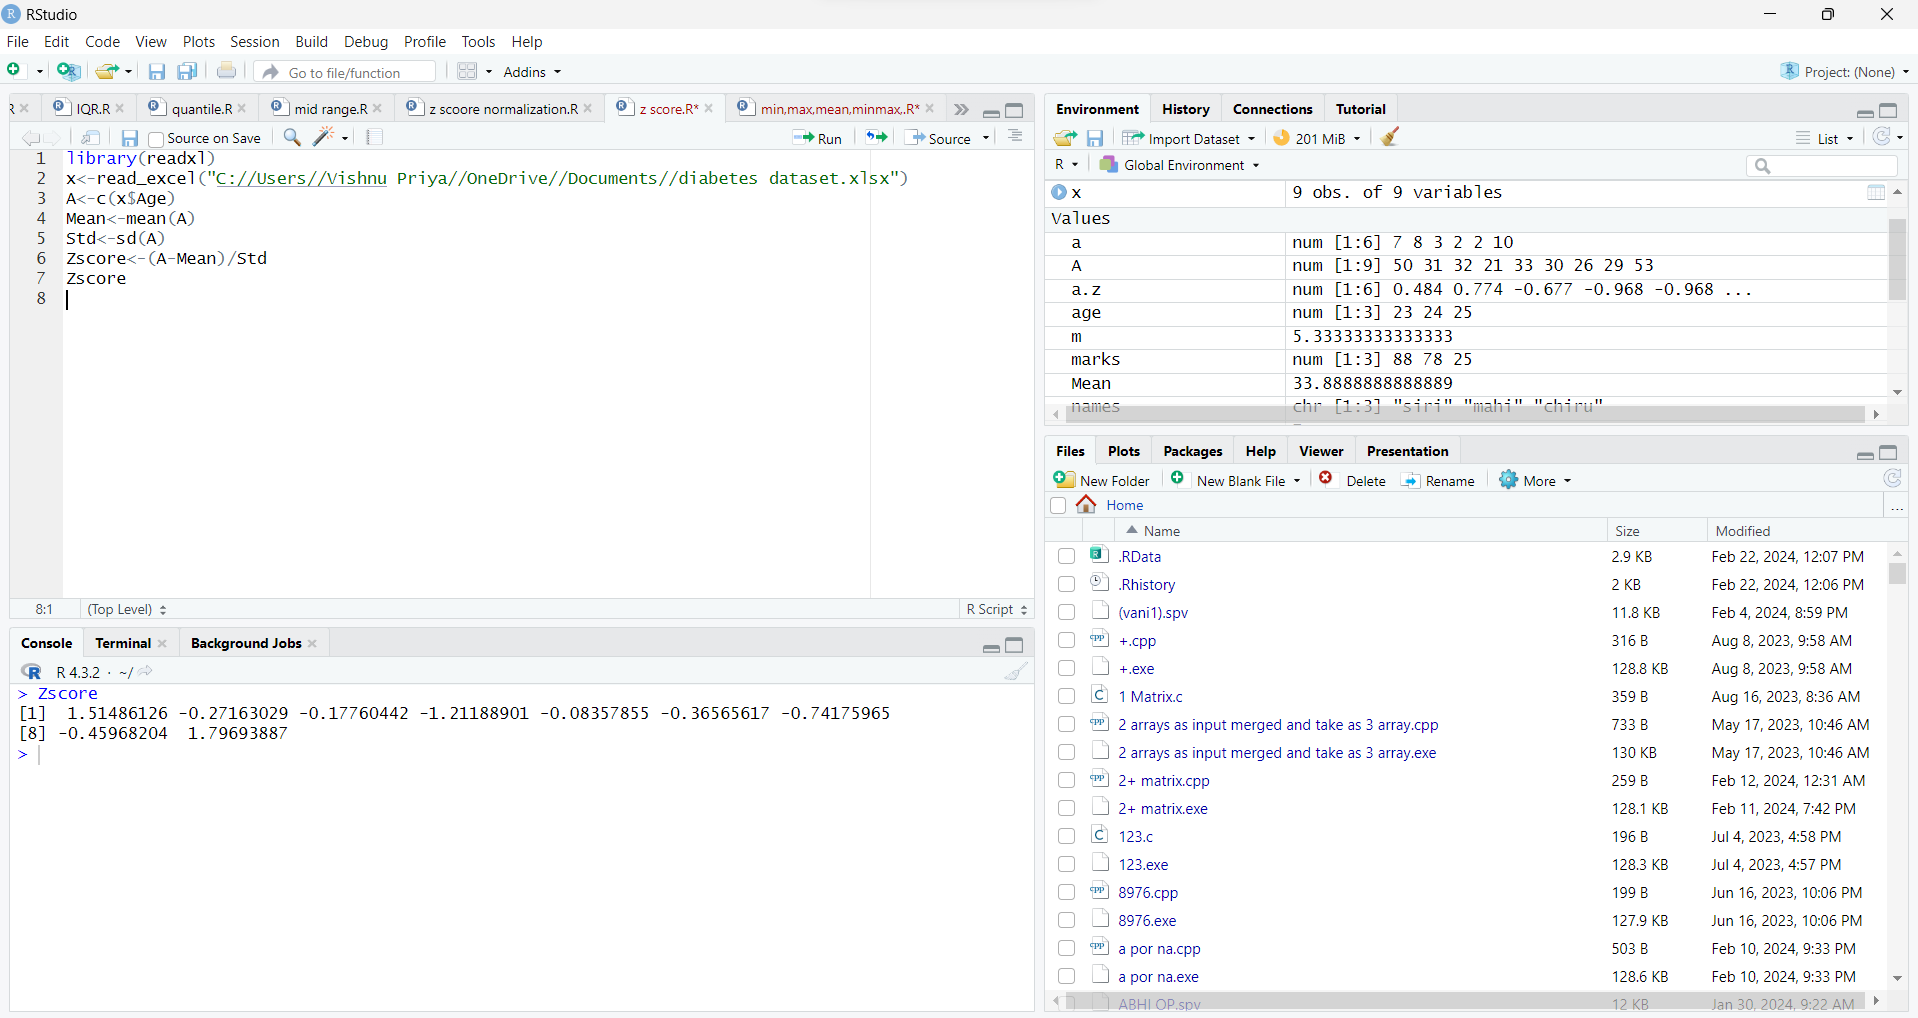 RStudio
File Edit Code View Plots Session Build Debug Profile Tools Help
Go to file/function Addins Project: (None)
R IQR.R quantile.R mid range.R z scoore normalization.R z score.R* min,max,mean,minmax,.R*
Source on Save Run Source
1 library(readxl)
2 x<-read_excel("C://Users//Vishnu Priya//OneDrive//Documents//diabetes dataset.xlsx")
3 A<-c(x$Age)
4 Mean<-mean(A)
5 Std<-sd(A)
6 Zscore<-(A-Mean)/Std
7 Zscore
8
8:1 (Top Level) R Script
Console Terminal Background Jobs
R 4.3.2 · ~/
> Zscore
[1]  1.51486126 -0.27163029 -0.17760442 -1.21188901 -0.08357855 -0.36565617 -0.74175965
[8] -0.45968204  1.79693887
>
Environment History Connections Tutorial
Import Dataset 201 MiB List
R Global Environment
x 9 obs. of 9 variables
Values
a num [1:6] 7 8 3 2 2 10
A num [1:9] 50 31 32 21 33 30 26 29 53
a.z num [1:6] 0.484 0.774 -0.677 -0.968 -0.968 ...
age num [1:3] 23 24 25
m 5.33333333333333
marks num [1:3] 88 78 25
Mean 33.8888888888889
names chr [1:3] "siri" "mahi" "chiru"
Files Plots Packages Help Viewer Presentation
New Folder New Blank File Delete Rename More
Home ...
Name Size Modified
.RData 2.9 KB Feb 22, 2024, 12:07 PM
.Rhistory 2 KB Feb 22, 2024, 12:06 PM
(vani1).spv 11.8 KB Feb 4, 2024, 8:59 PM
+.cpp 316 B Aug 8, 2023, 9:58 AM
+.exe 128.8 KB Aug 8, 2023, 9:58 AM
1 Matrix.c 359 B Aug 16, 2023, 8:36 AM
2 arrays as input merged and take as 3 array.cpp 733 B May 17, 2023, 10:46 AM
2 arrays as input merged and take as 3 array.exe 130 KB May 17, 2023, 10:46 AM
2+ matrix.cpp 259 B Feb 12, 2024, 12:31 AM
2+ matrix.exe 128.1 KB Feb 11, 2024, 7:42 PM
123.c 196 B Jul 4, 2023, 4:58 PM
123.exe 128.3 KB Jul 4, 2023, 4:57 PM
8976.cpp 199 B Jun 16, 2023, 10:06 PM
8976.exe 127.9 KB Jun 16, 2023, 10:06 PM
a por na.cpp 503 B Feb 10, 2024, 9:33 PM
a por na.exe 128.6 KB Feb 10, 2024, 9:33 PM
ABHI OP.spv 12 KB Jan 30, 2024, 9:22 AM